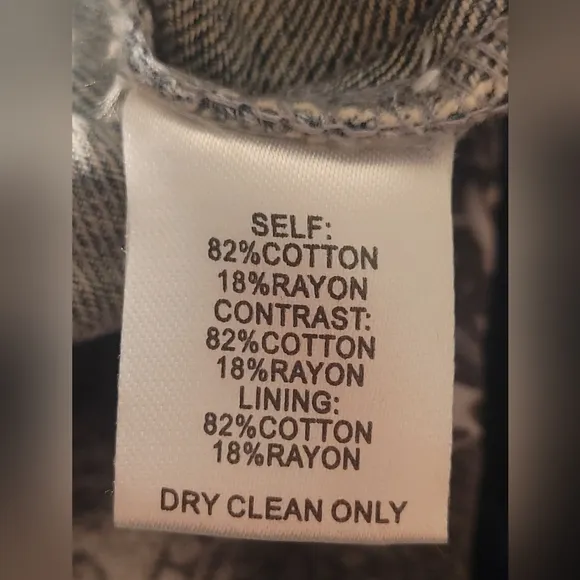 SELF:
82%COTTON
18%RAYON
CONTRAST:
82%COTTON
18%RAYON
LINING:
82%COTTON
18%RAYON
DRY CLEAN ONLY